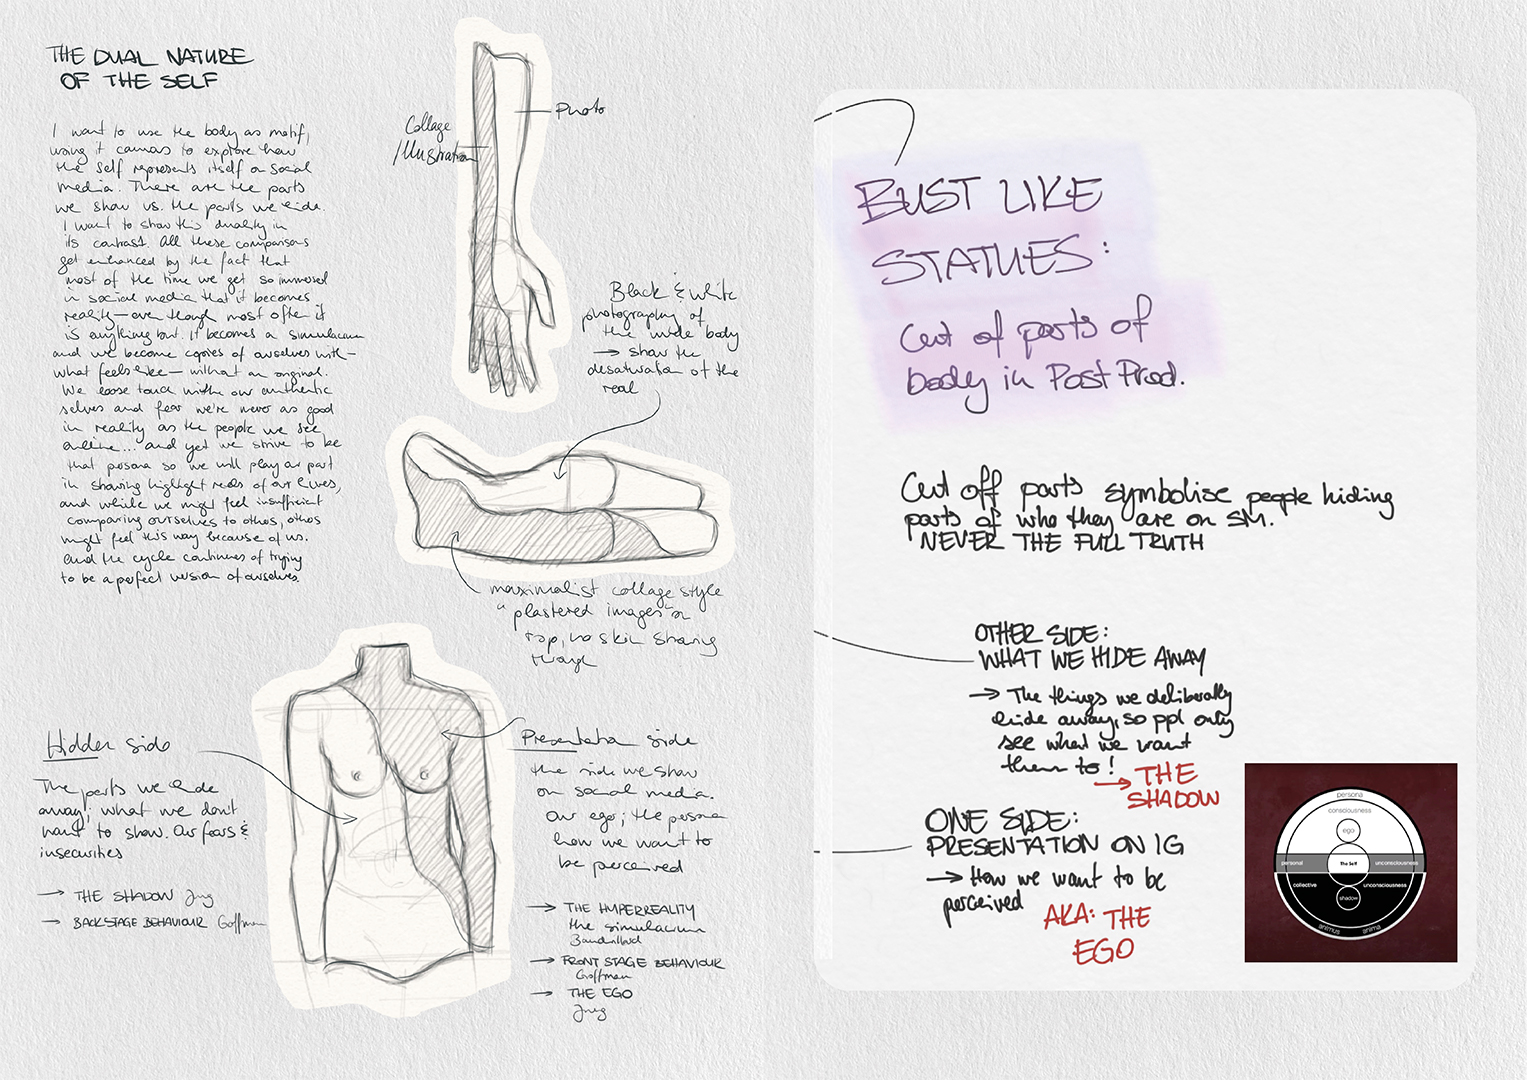 THE DUAL NATURE
OF THE SELF
I want to use the body as motif,
using it canvas to explore how
the self represents itself on social
media. There are the parts
we show vs. the parts we hide.
I want to show this duality in
its contrast. All these comparisons
get enhanced by the fact that
most of the time we get so immersed
in social media that it becomes
reality—even though most often it
is anything but. it becomes a simulacrum
and we become copies of ourselves with—
what feels like— without an original.
We loose touch with our authentic
selves and fear we're never as good
in reality as the people we see
online... and yet we strive to be
that persona so we will play our part
in showing highlight reels of our lives,
and while we might feel insufficient
comparing ourselves to others, others
might feel this way because of us.
And the cycle continues of trying
to be a perfect version of ourselves.
Collage
/Illustration
Photo
Black & white
photography of
the nude body
→ show the
desaturation of the
real
maximalist collage style
"plastered images" on
top, no skin showing
through
Hidden side
The parts we hide
away; what we don't
want to show. Our fears &
insecurities
→ THE SHADOW Jung
→ BACKSTAGE BEHAVIOUR Goffman
Presentation side
the side we show
on social media.
Our ego; the persona
how we want to
be perceived
→ THE HYPERREALITY
the simulacrum
Baudrillard
→ FRONT STAGE BEHAVIOUR
Goffman
→ THE EGO
Jung
BUST LIKE
STATUES:
Cut of parts of
body in Post Prod.
Cut off parts symbolise people hiding
parts of who they are on SM.
NEVER THE FULL TRUTH
OTHER SIDE:
WHAT WE HIDE AWAY
→ The things we deliberally
hide away, so ppl only
see what we want
them to!
→ THE
SHADOW
ONE SIDE:
PRESENTATION ON IG
→ How we want to be
perceived
AKA: THE
EGO
persona
consciousness
ego
personal
The Self
unconsciousness
collective
unconsciousness
shadow
animus
anima